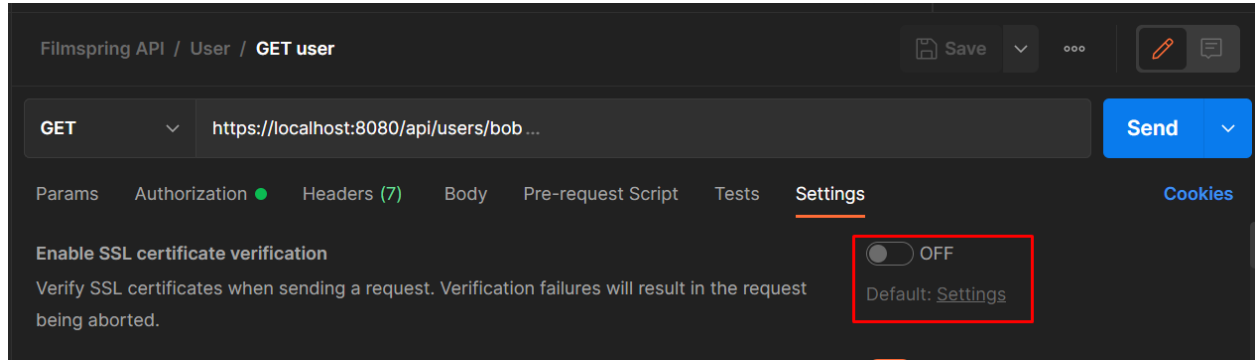 Filmspring API / User / GET user
Save
GET
https://localhost:8080/api/users/bob ...
Send
Params Authorization Headers (7) Body Pre-request Script Tests Settings Cookies
Enable SSL certificate verification
OFF
Verify SSL certificates when sending a request. Verification failures will result in the request
being aborted.
Default: Settings